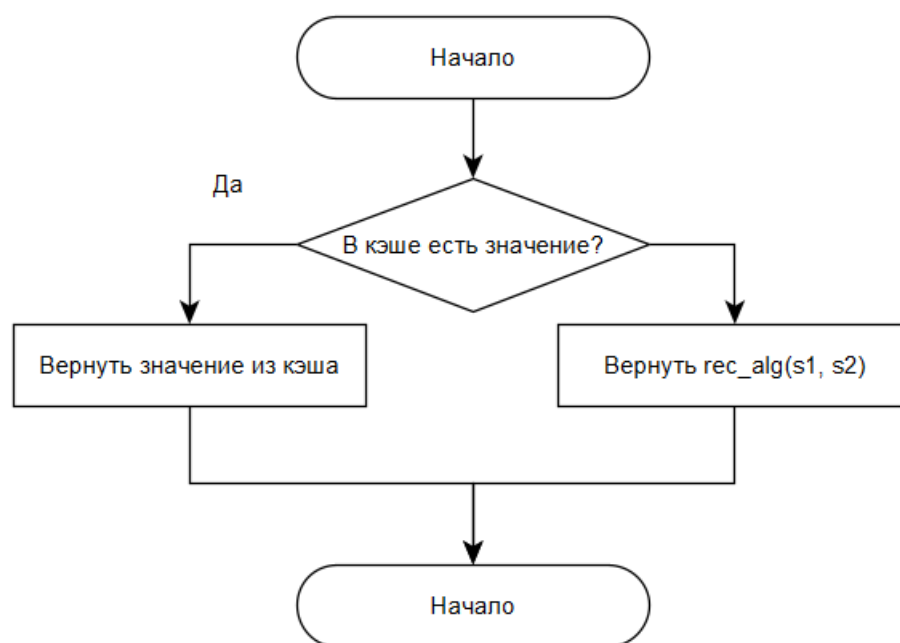 Начало
Да
В кэше есть значение?
Вернуть значение из кэша
Вернуть rec_alg(s1, s2)
Начало